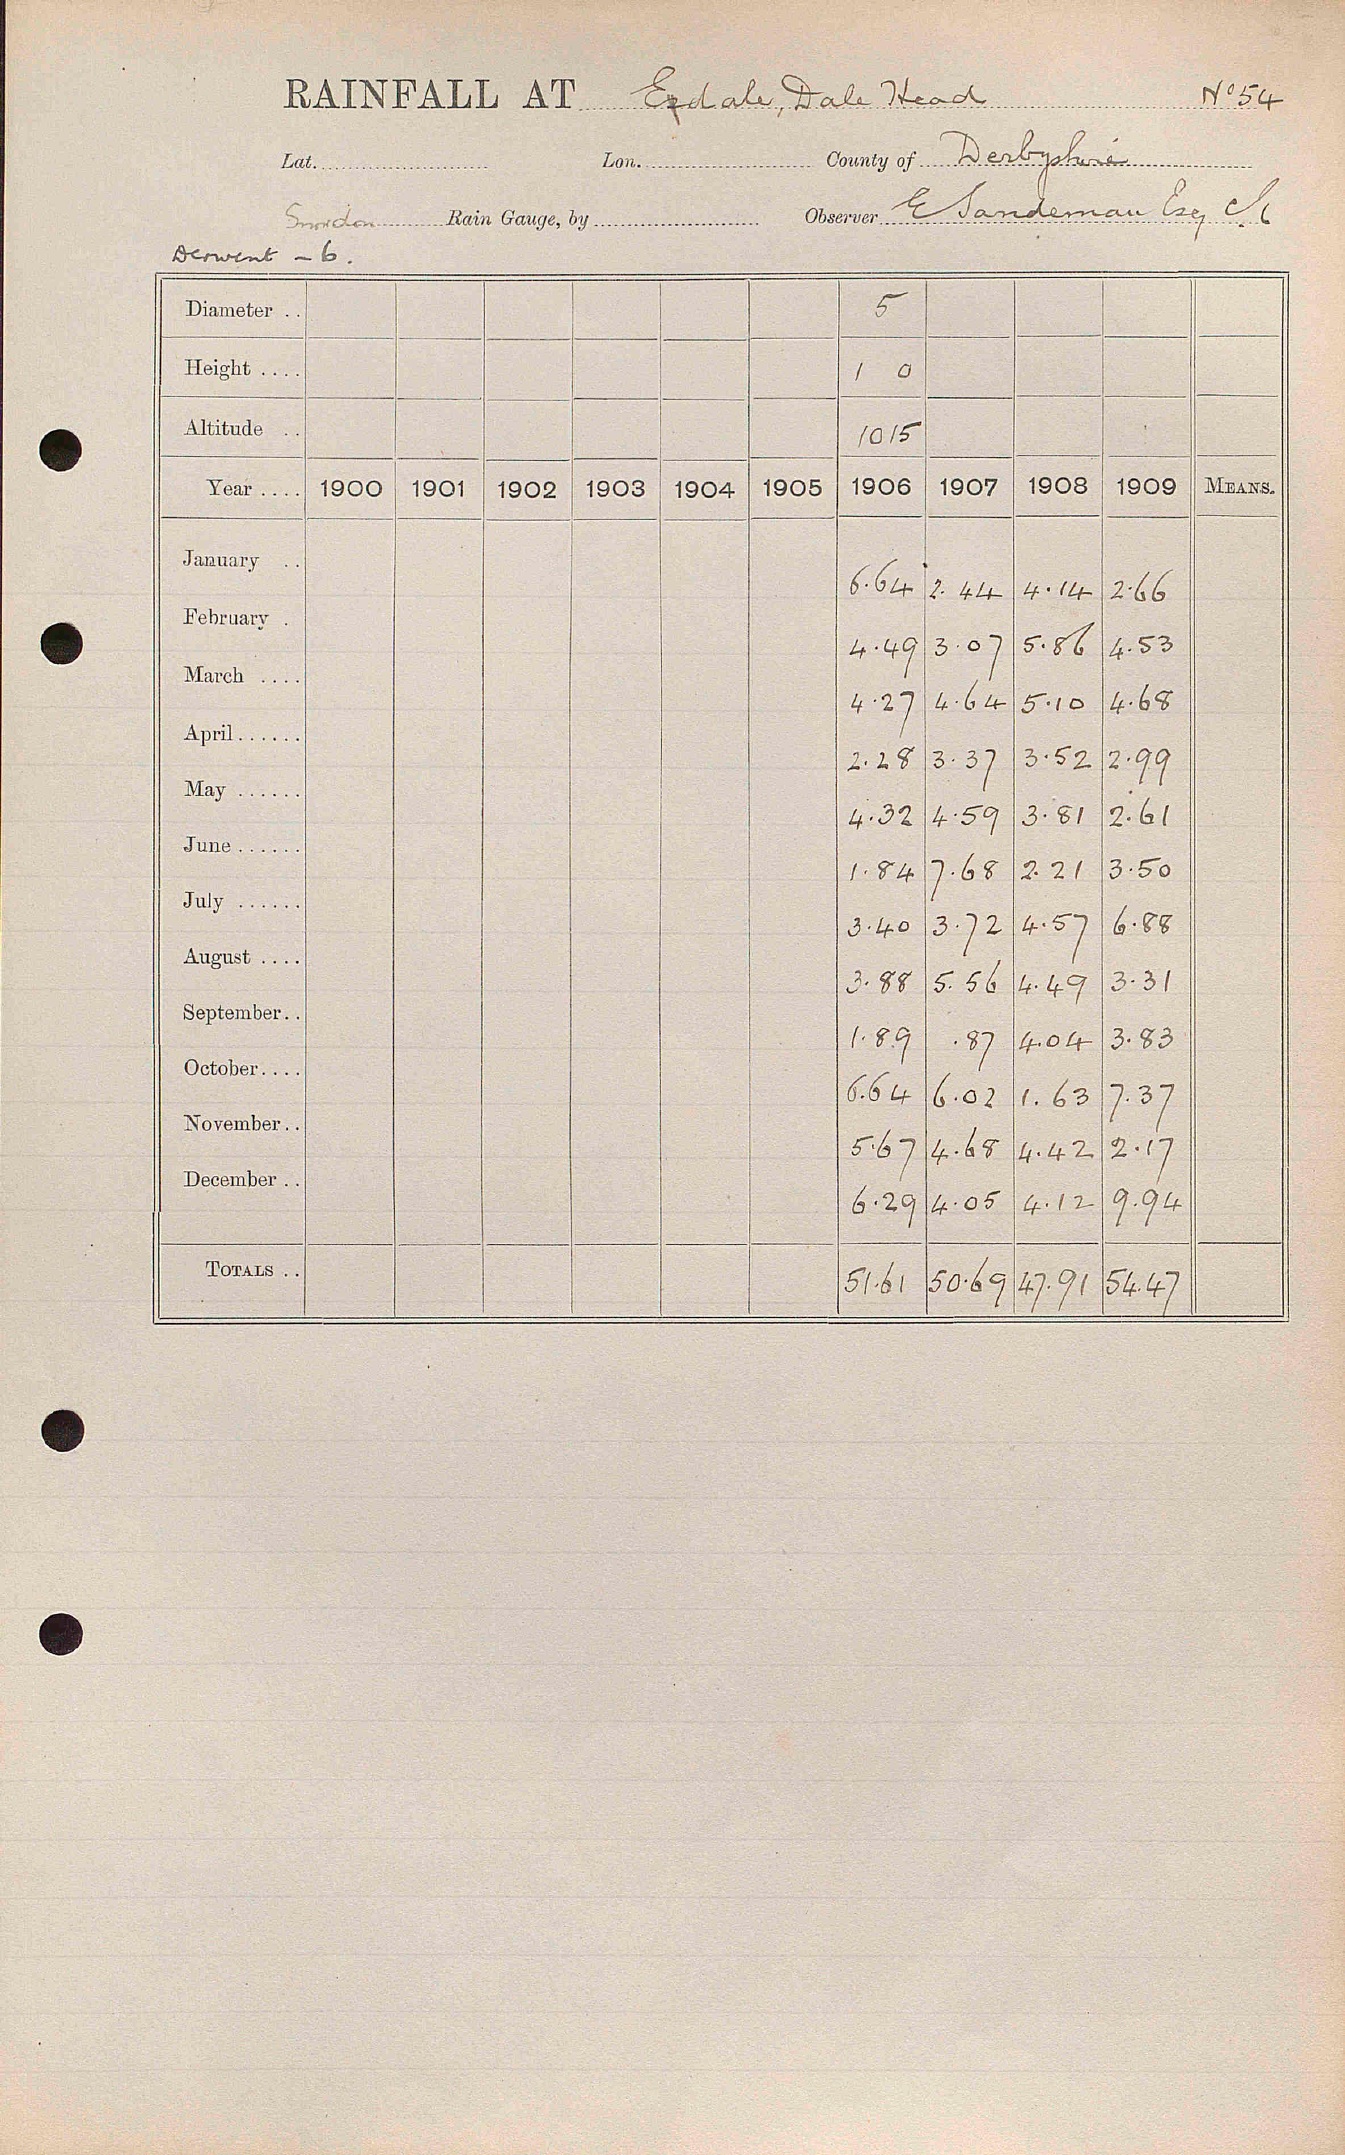 RAINFALL AT Eqdale, Dale Head No 54
Lat. Lon. County of Derbyshire
Snowdon Rain Gauge, by Observer E Sandeman Esq
Derwent - 6.
Diameter .. 5
Height .... 1 0
Altitude .. 1015
Year .... 1900 1901 1902 1903 1904 1905 1906 1907 1908 1909 MEANS.
January .. 6.64 2.44 4.14 2.66
February . 4.49 3.07 5.86 4.53
March .... 4.27 4.64 5.10 4.68
April ...... 2.28 3.37 3.52 2.99
May ...... 4.32 4.59 3.81 2.61
June ...... 1.84 7.68 2.21 3.50
July ...... 3.40 3.72 4.57 6.88
August .... 3.88 5.56 4.49 3.31
September .. 1.89 .87 4.04 3.83
October .... 6.64 6.02 1.63 7.37
November .. 5.67 4.68 4.42 2.17
December .. 6.29 4.05 4.12 9.94
TOTALS .. 51.61 50.69 47.91 54.47